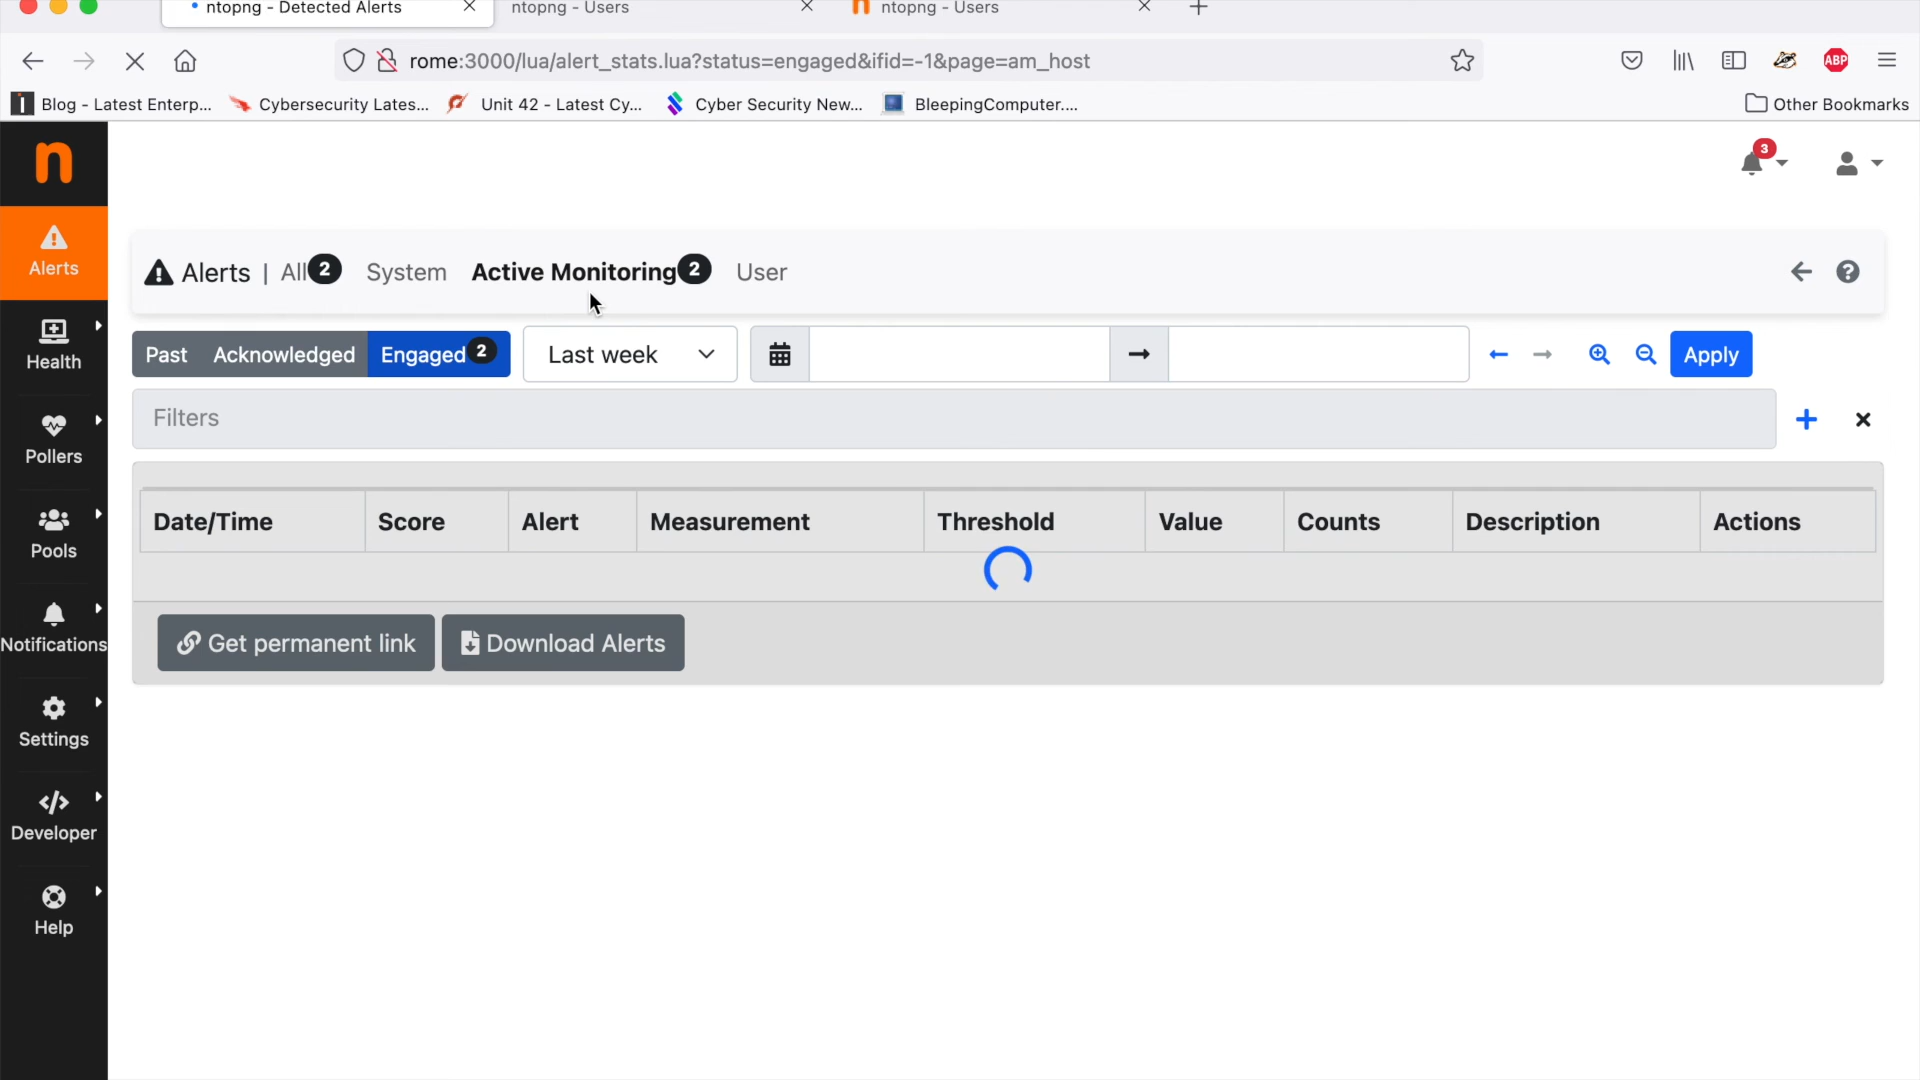 ntopng - Detected Alerts
ntopng - Users
ntopng - Users
rome:3000/lua/alert_stats.lua?status=engaged&ifid=-1&page=am_host
ABP
Blog - Latest Enterp...
Cybersecurity Lates...
Unit 42 - Latest Cy...
Cyber Security New...
BleepingComputer....
Other Bookmarks
n
3
Alerts
Alerts | All 2 System Active Monitoring 2 User
Health
Past Acknowledged Engaged 2 Last week Apply
Filters
Pollers
Pools
Date/Time Score Alert Measurement Threshold Value Counts Description Actions
Notifications
Get permanent link Download Alerts
Settings
Developer
Help